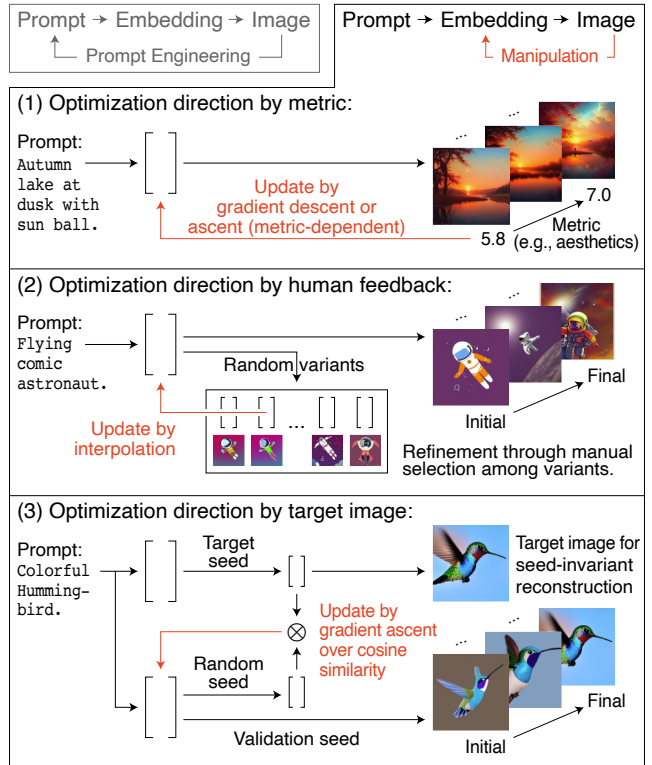 Prompt → Embedding → Image
Prompt Engineering
Prompt → Embedding → Image
Manipulation
(1) Optimization direction by metric:
Prompt:
Autumn
lake at
dusk with
sun ball.
Update by
gradient descent or
ascent (metric-dependent)
...
...
5.8
7.0
Metric
(e.g., aesthetics)
(2) Optimization direction by human feedback:
Prompt:
Flying
comic
astronaut.
Random variants
Update by
interpolation
...
...
...
Initial
Final
Refinement through manual
selection among variants.
(3) Optimization direction by target image:
Prompt:
Colorful
Humming-
bird.
Target
seed
Target image for
seed-invariant
reconstruction
Update by
gradient ascent
over cosine
similarity
Random
seed
Validation seed
...
...
Initial
Final